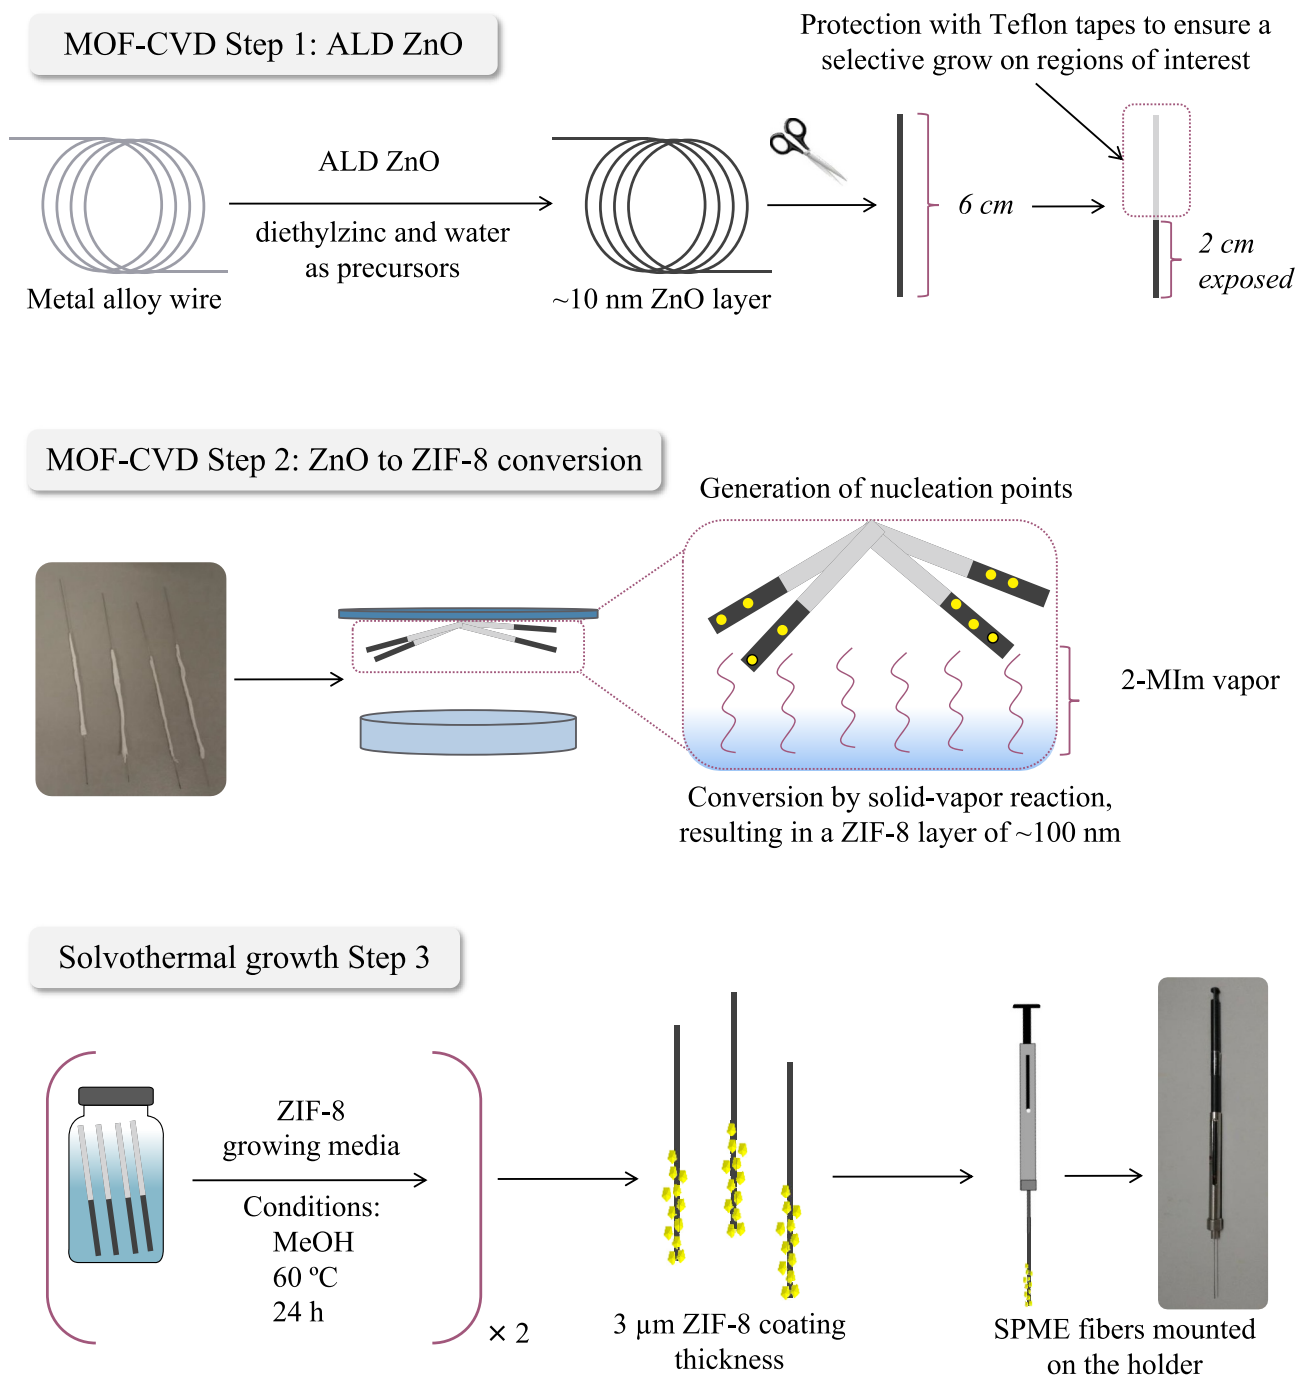 MOF-CVD Step 1: ALD ZnO
Protection with Teflon tapes to ensure a
selective grow on regions of interest
ALD ZnO
diethylzinc and water
as precursors
Metal alloy wire
~10 nm ZnO layer
6 cm
2 cm
exposed
MOF-CVD Step 2: ZnO to ZIF-8 conversion
Generation of nucleation points
2-MIm vapor
Conversion by solid-vapor reaction,
resulting in a ZIF-8 layer of ~100 nm
Solvothermal growth Step 3
ZIF-8
growing media
Conditions:
MeOH
60 ºC
24 h
× 2
3 µm ZIF-8 coating
thickness
SPME fibers mounted
on the holder